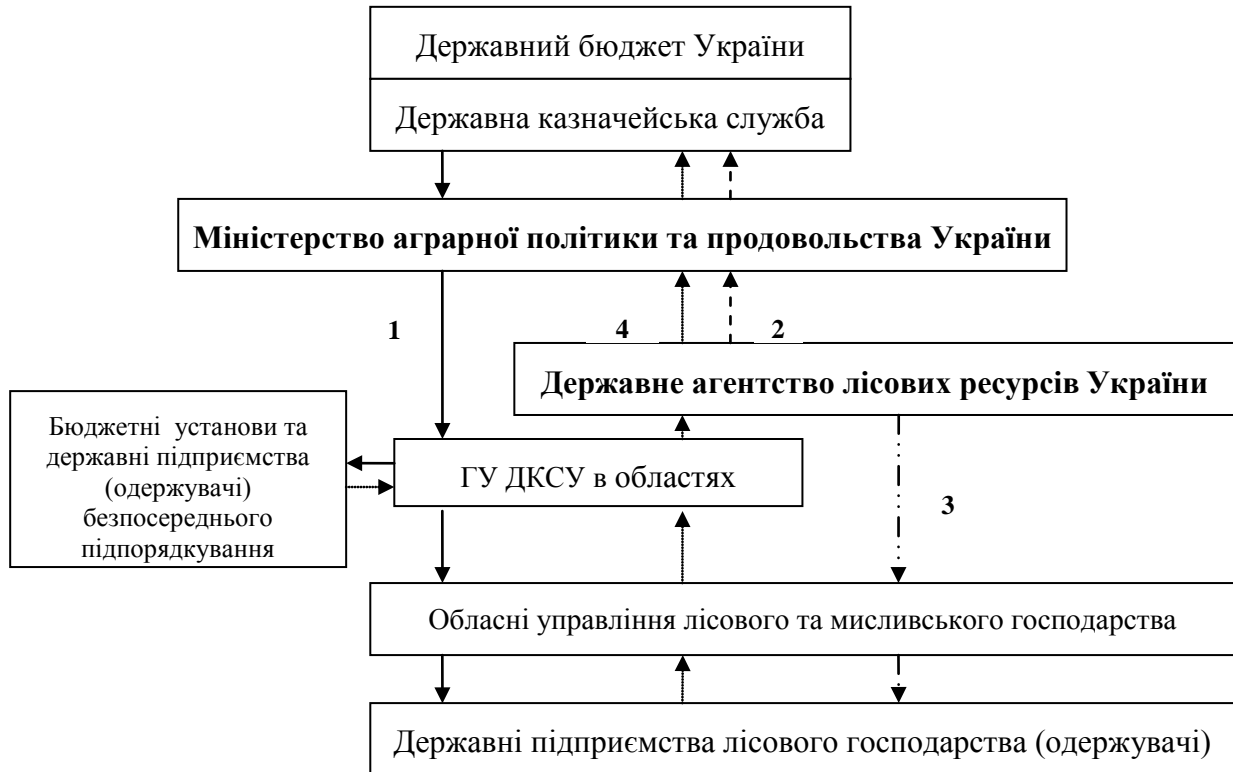 Державний бюджет України
Державна казначейська служба
Міністерство аграрної політики та продовольства України
1
4
2
Державне агентство лісових ресурсів України
Бюджетні установи та
державні підприємства
(одержувачі)
безпосереднього
підпорядкування
ГУ ДКСУ в областях
3
Обласні управління лісового та мисливського господарства
Державні підприємства лісового господарства (одержувачі)